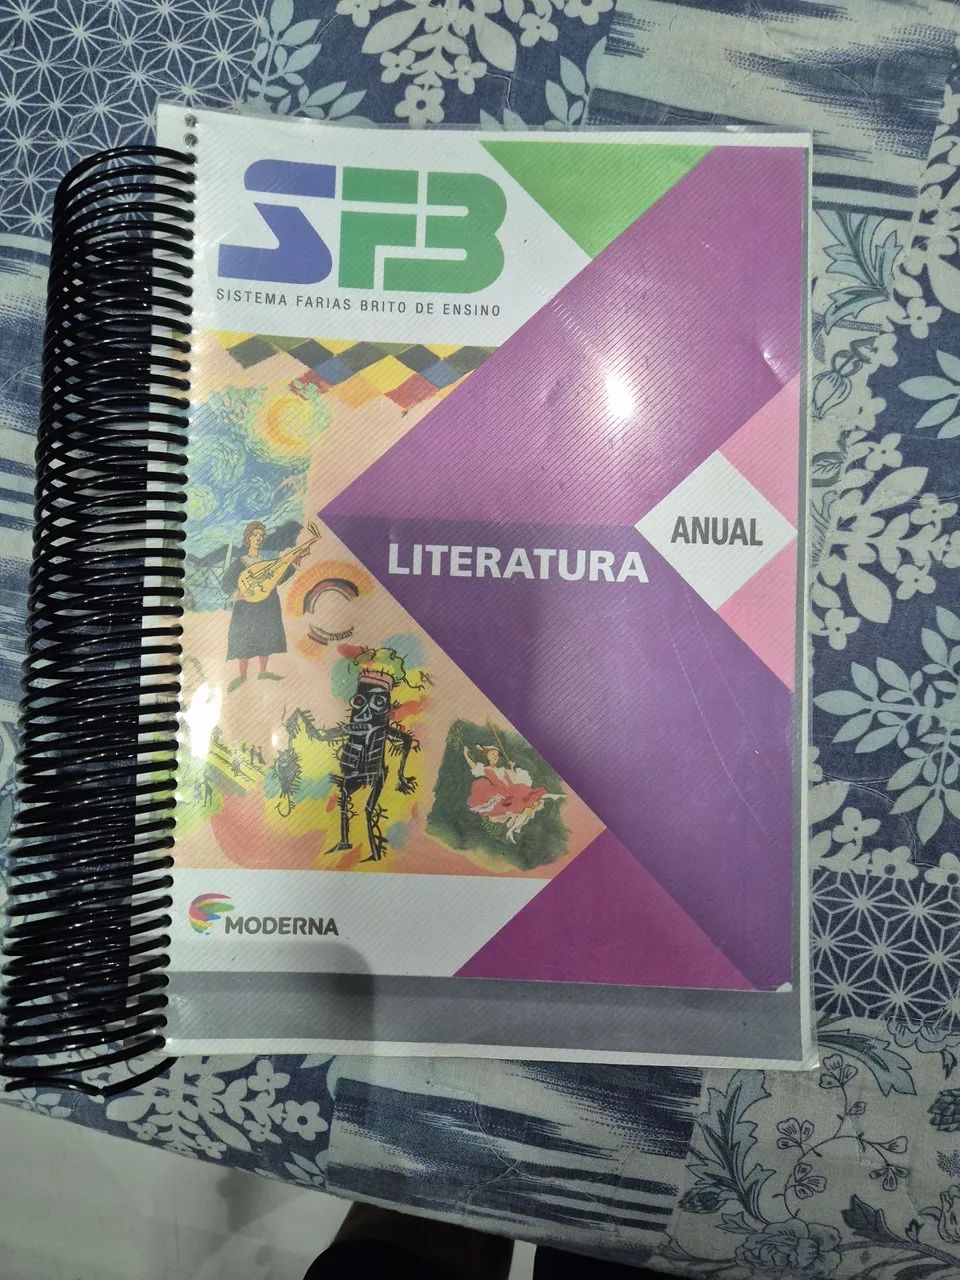 SFB
SISTEMA FARIAS BRITO DE ENSINO
ANUAL
LITERATURA
MODERNA